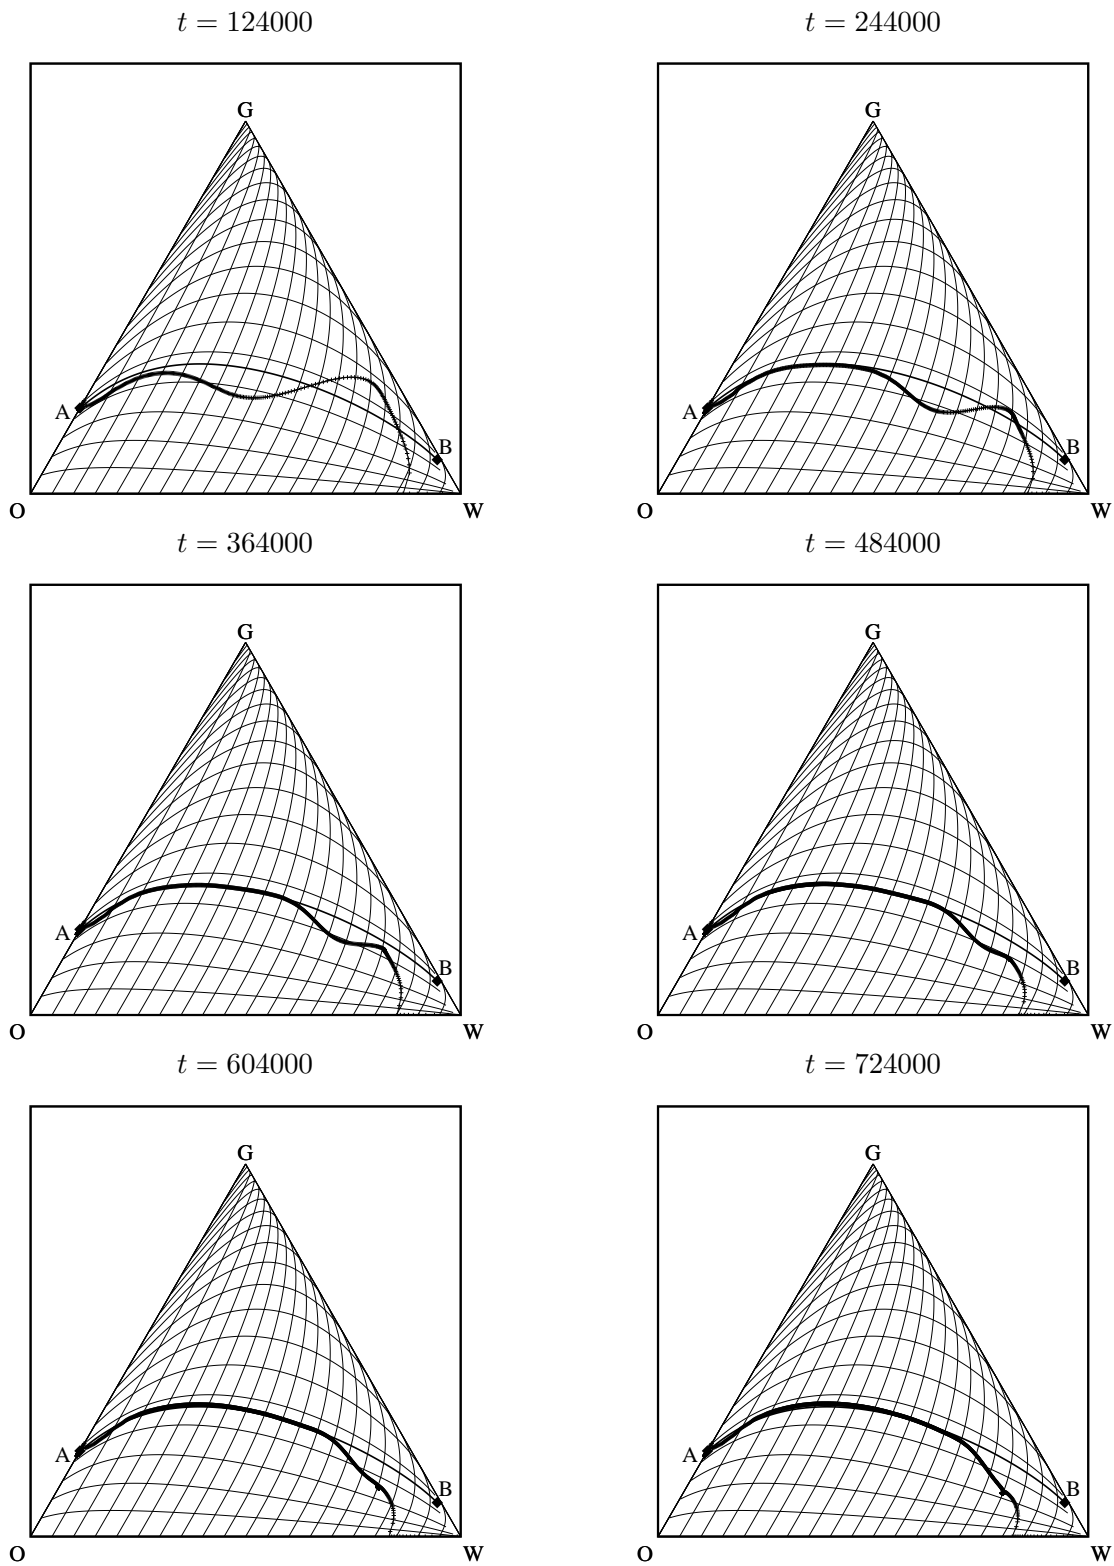 t = 124000
t = 244000
G
G
A
B
A
B
O
W
O
W
t = 364000
t = 484000
G
G
A
B
A
B
O
W
O
W
t = 604000
t = 724000
G
G
A
B
A
B
O
W
O
W